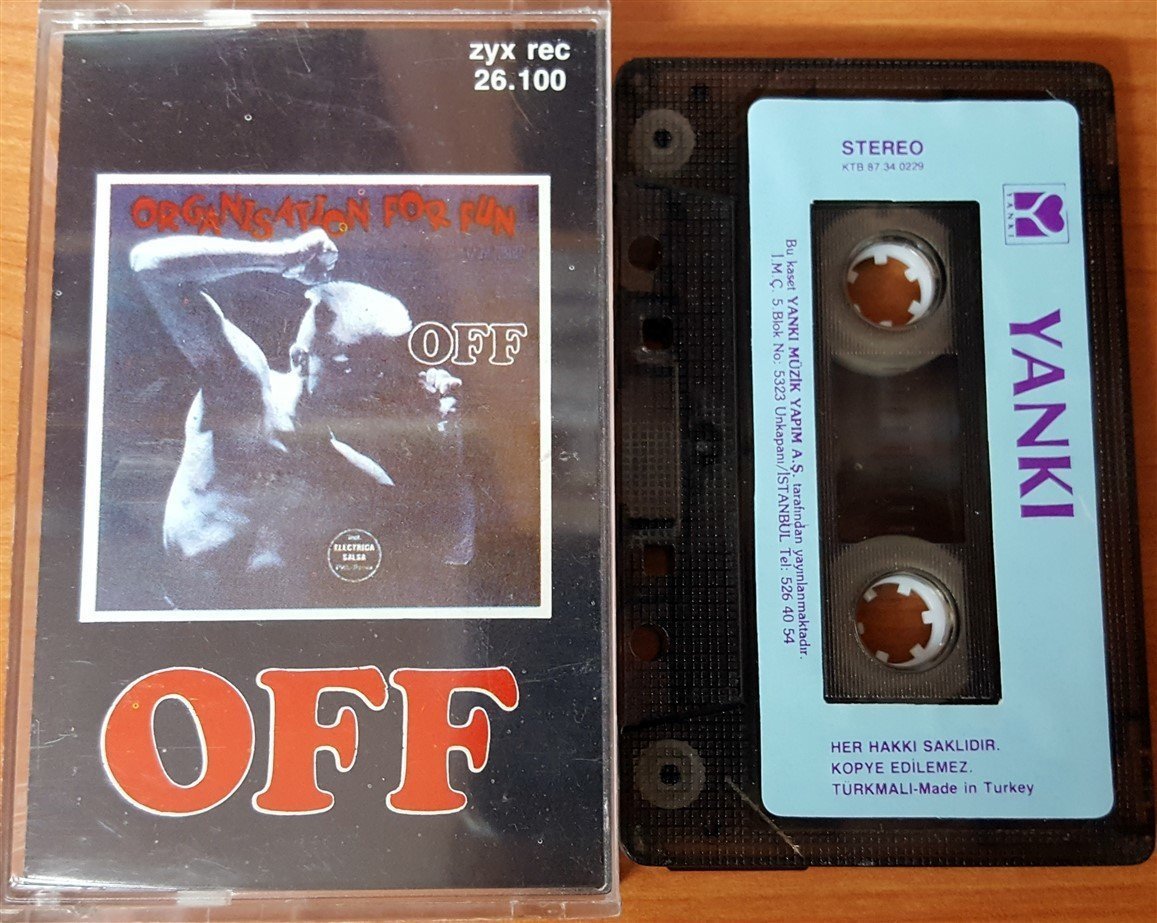 zyx rec
26.100
ORGANISATION FOR FUN
OFF
incl.
ELECTRICA
SALSA
OFF
STEREO
KTB 87.34.0229
YANKI
YANKI
Bu kaset YANKI MÜZİK YAPIM A.Ş. tarafından yayınlanmaktadır.
İ.M.Ç. 5.Blok No: 5323 Unkapanı/İSTANBUL Tel: 526 40 54
HER HAKKI SAKLIDIR.
KOPYE EDİLEMEZ.
TÜRKMALI-Made in Turkey